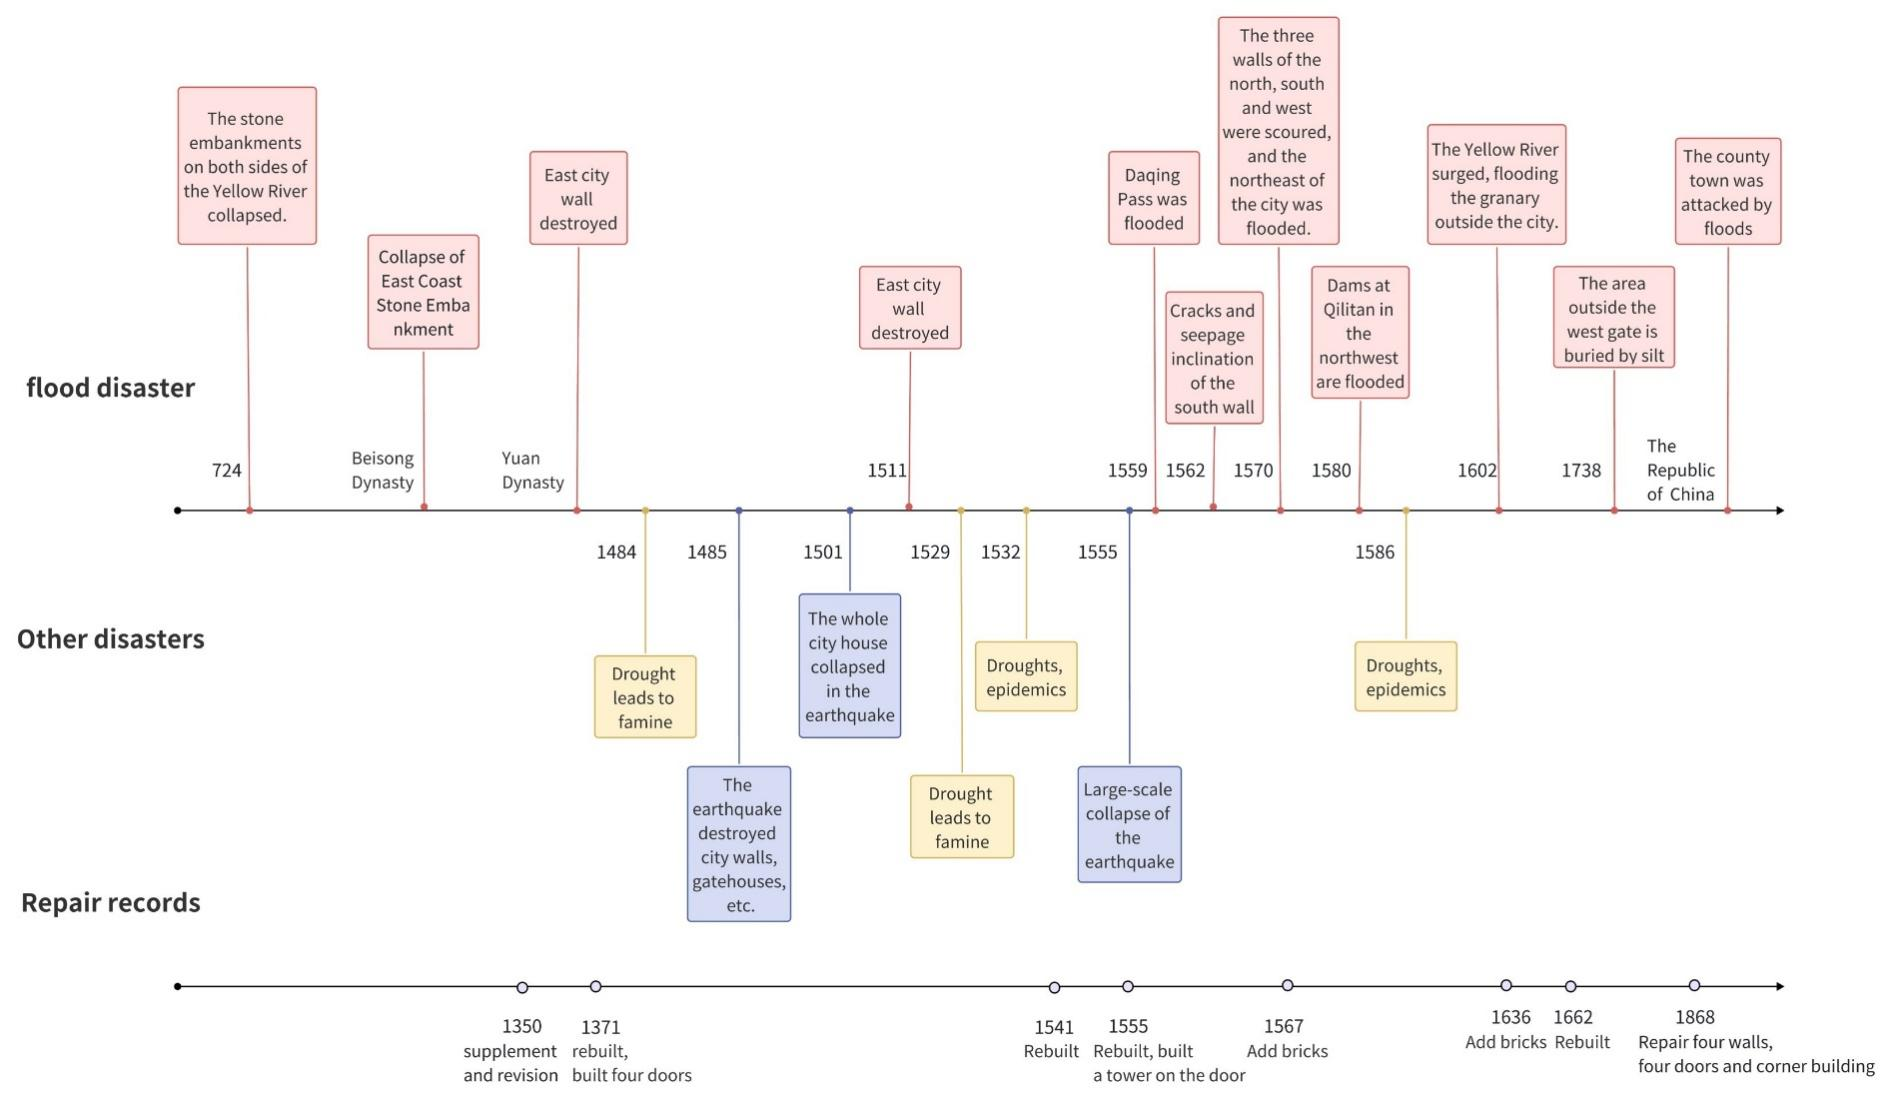 The stone
embankments
on both sides of
the Yellow River
collapsed.
Collapse of
East Coast
Stone Emba
nkment
East city
wall
destroyed
East city
wall
destroyed
Daqing
Pass was
flooded
Cracks and
seepage
inclination
of the
south wall
The three
walls of the
north, south
and west
were scoured,
and the
northeast of
the city was
flooded.
Dams at
Qilitan in
the
northwest
are flooded
The Yellow River
surged, flooding
the granary
outside the city.
The area
outside the
west gate is
buried by silt
The county
town was
attacked by
floods
flood disaster
724
Beisong
Dynasty
Yuan
Dynasty
1511
1559
1562
1570
1580
1602
1738
The
Republic
of China
1484
1485
1501
1529
1532
1555
1586
Other disasters
Drought
leads to
famine
The
earthquake
destroyed
city walls,
gatehouses,
etc.
The whole
city house
collapsed
in the
earthquake
Drought
leads to
famine
Droughts,
epidemics
Large-scale
collapse of
the
earthquake
Droughts,
epidemics
Repair records
1350
supplement
and revision
1371
rebuilt,
built four doors
1541
Rebuilt
1555
Rebuilt, built
a tower on the door
1567
Add bricks
1636
Add bricks
1662
Rebuilt
1868
Repair four walls,
four doors and corner building